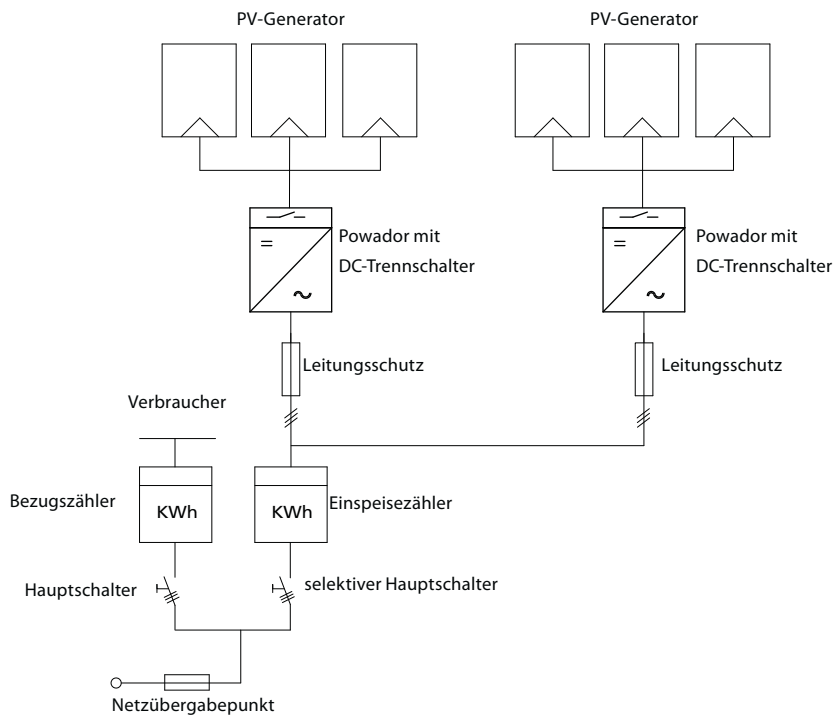 PV-Generator
PV-Generator
Powador mit
DC-Trennschalter
Powador mit
DC-Trennschalter
Leitungsschutz
Leitungsschutz
Verbraucher
Bezugszähler
KWh
KWh
Einspeisezähler
Hauptschalter
selektiver Hauptschalter
Netzübergabepunkt